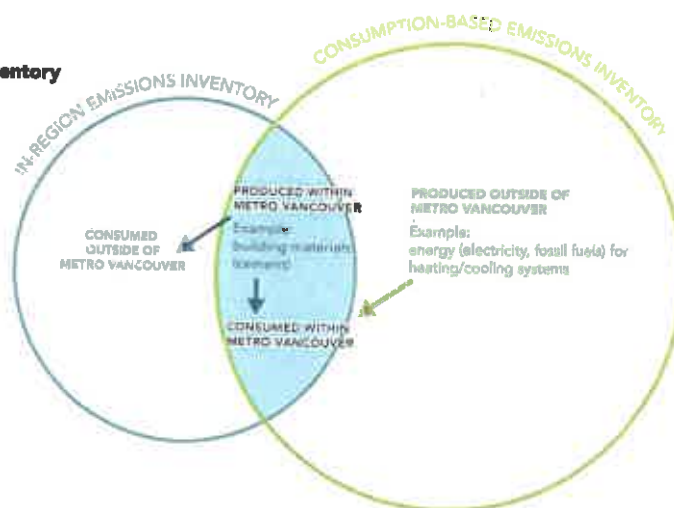 entory
IN-REGION EMISSIONS INVENTORY
CONSUMPTION-BASED EMISSIONS INVENTORY
CONSUMED
OUTSIDE OF
METRO VANCOUVER
PRODUCED WITHIN
METRO VANCOUVER
Example:
building materials
(cement)
CONSUMED WITHIN
METRO VANCOUVER
PRODUCED OUTSIDE OF
METRO VANCOUVER
Example:
energy (electricity, fossil fuels) for
heating/cooling systems